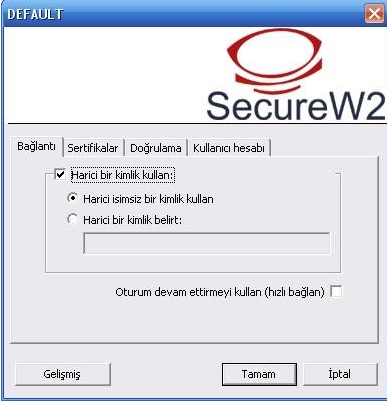 DEFAULT
SecureW2
Bağlantı Sertifikalar Doğrulama Kullanıcı hesabı
Harici bir kimlik kullan:
Harici isimsiz bir kimlik kullan
Harici bir kimlik belirt:
Oturum devam ettirmeyi kullan (hızlı bağlan)
Gelişmiş Tamam İptal